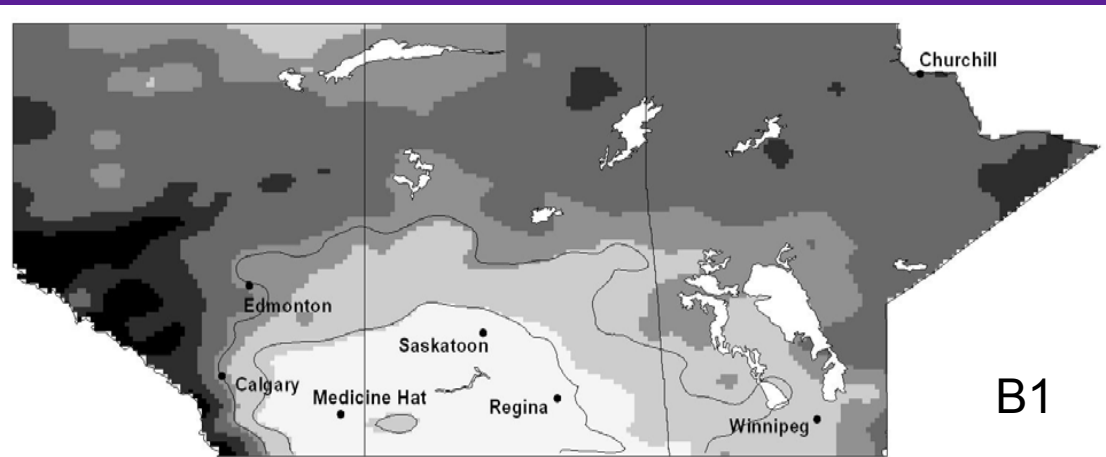 Churchill
Edmonton
Saskatoon
Calgary
Medicine Hat
Regina
B1
Winnipeg